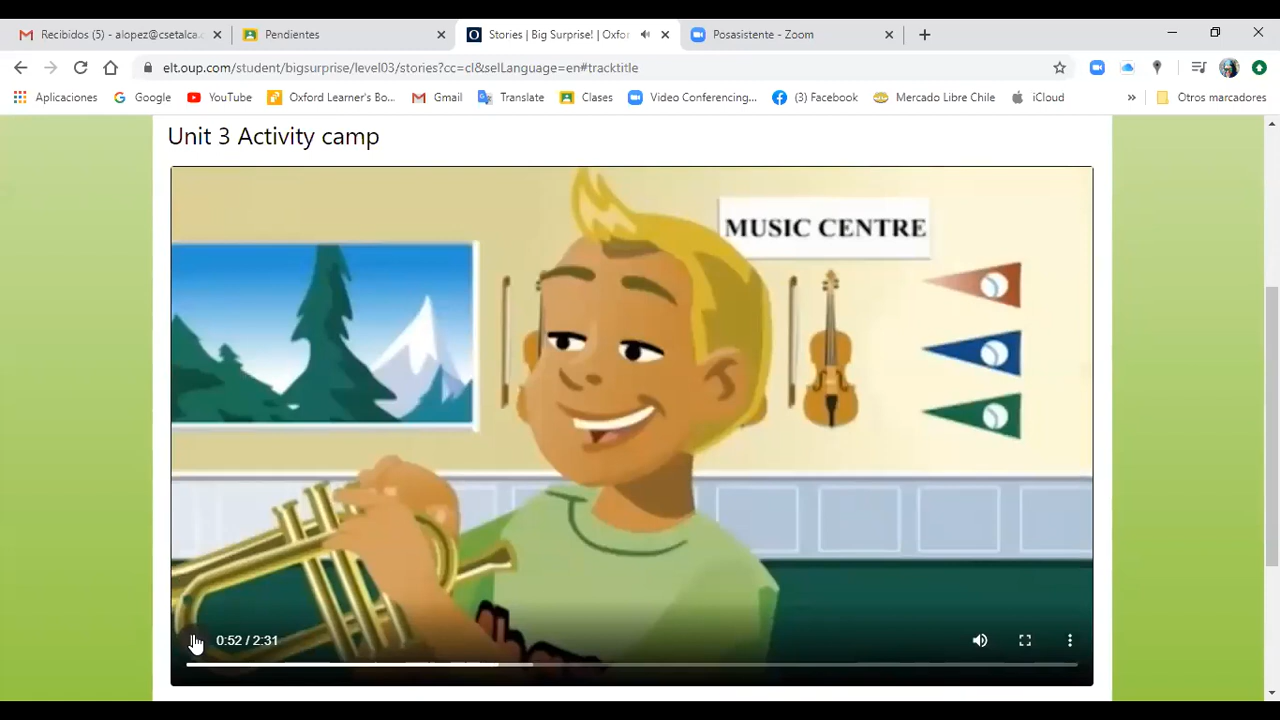 Recibidos (5) - alopez@csetalca.c
Pendientes
Stories | Big Surprise! | Oxfor
Posasistente - Zoom
elt.oup.com/student/bigsurprise/level03/stories?cc=cl&selLanguage=en#tracktitle
Aplicaciones
Google
YouTube
Oxford Learner's Bo...
Gmail
Translate
Clases
Video Conferencing...
(3) Facebook
Mercado Libre Chile
iCloud
»
Otros marcadores
Unit 3 Activity camp
MUSIC CENTRE
0:52 / 2:31